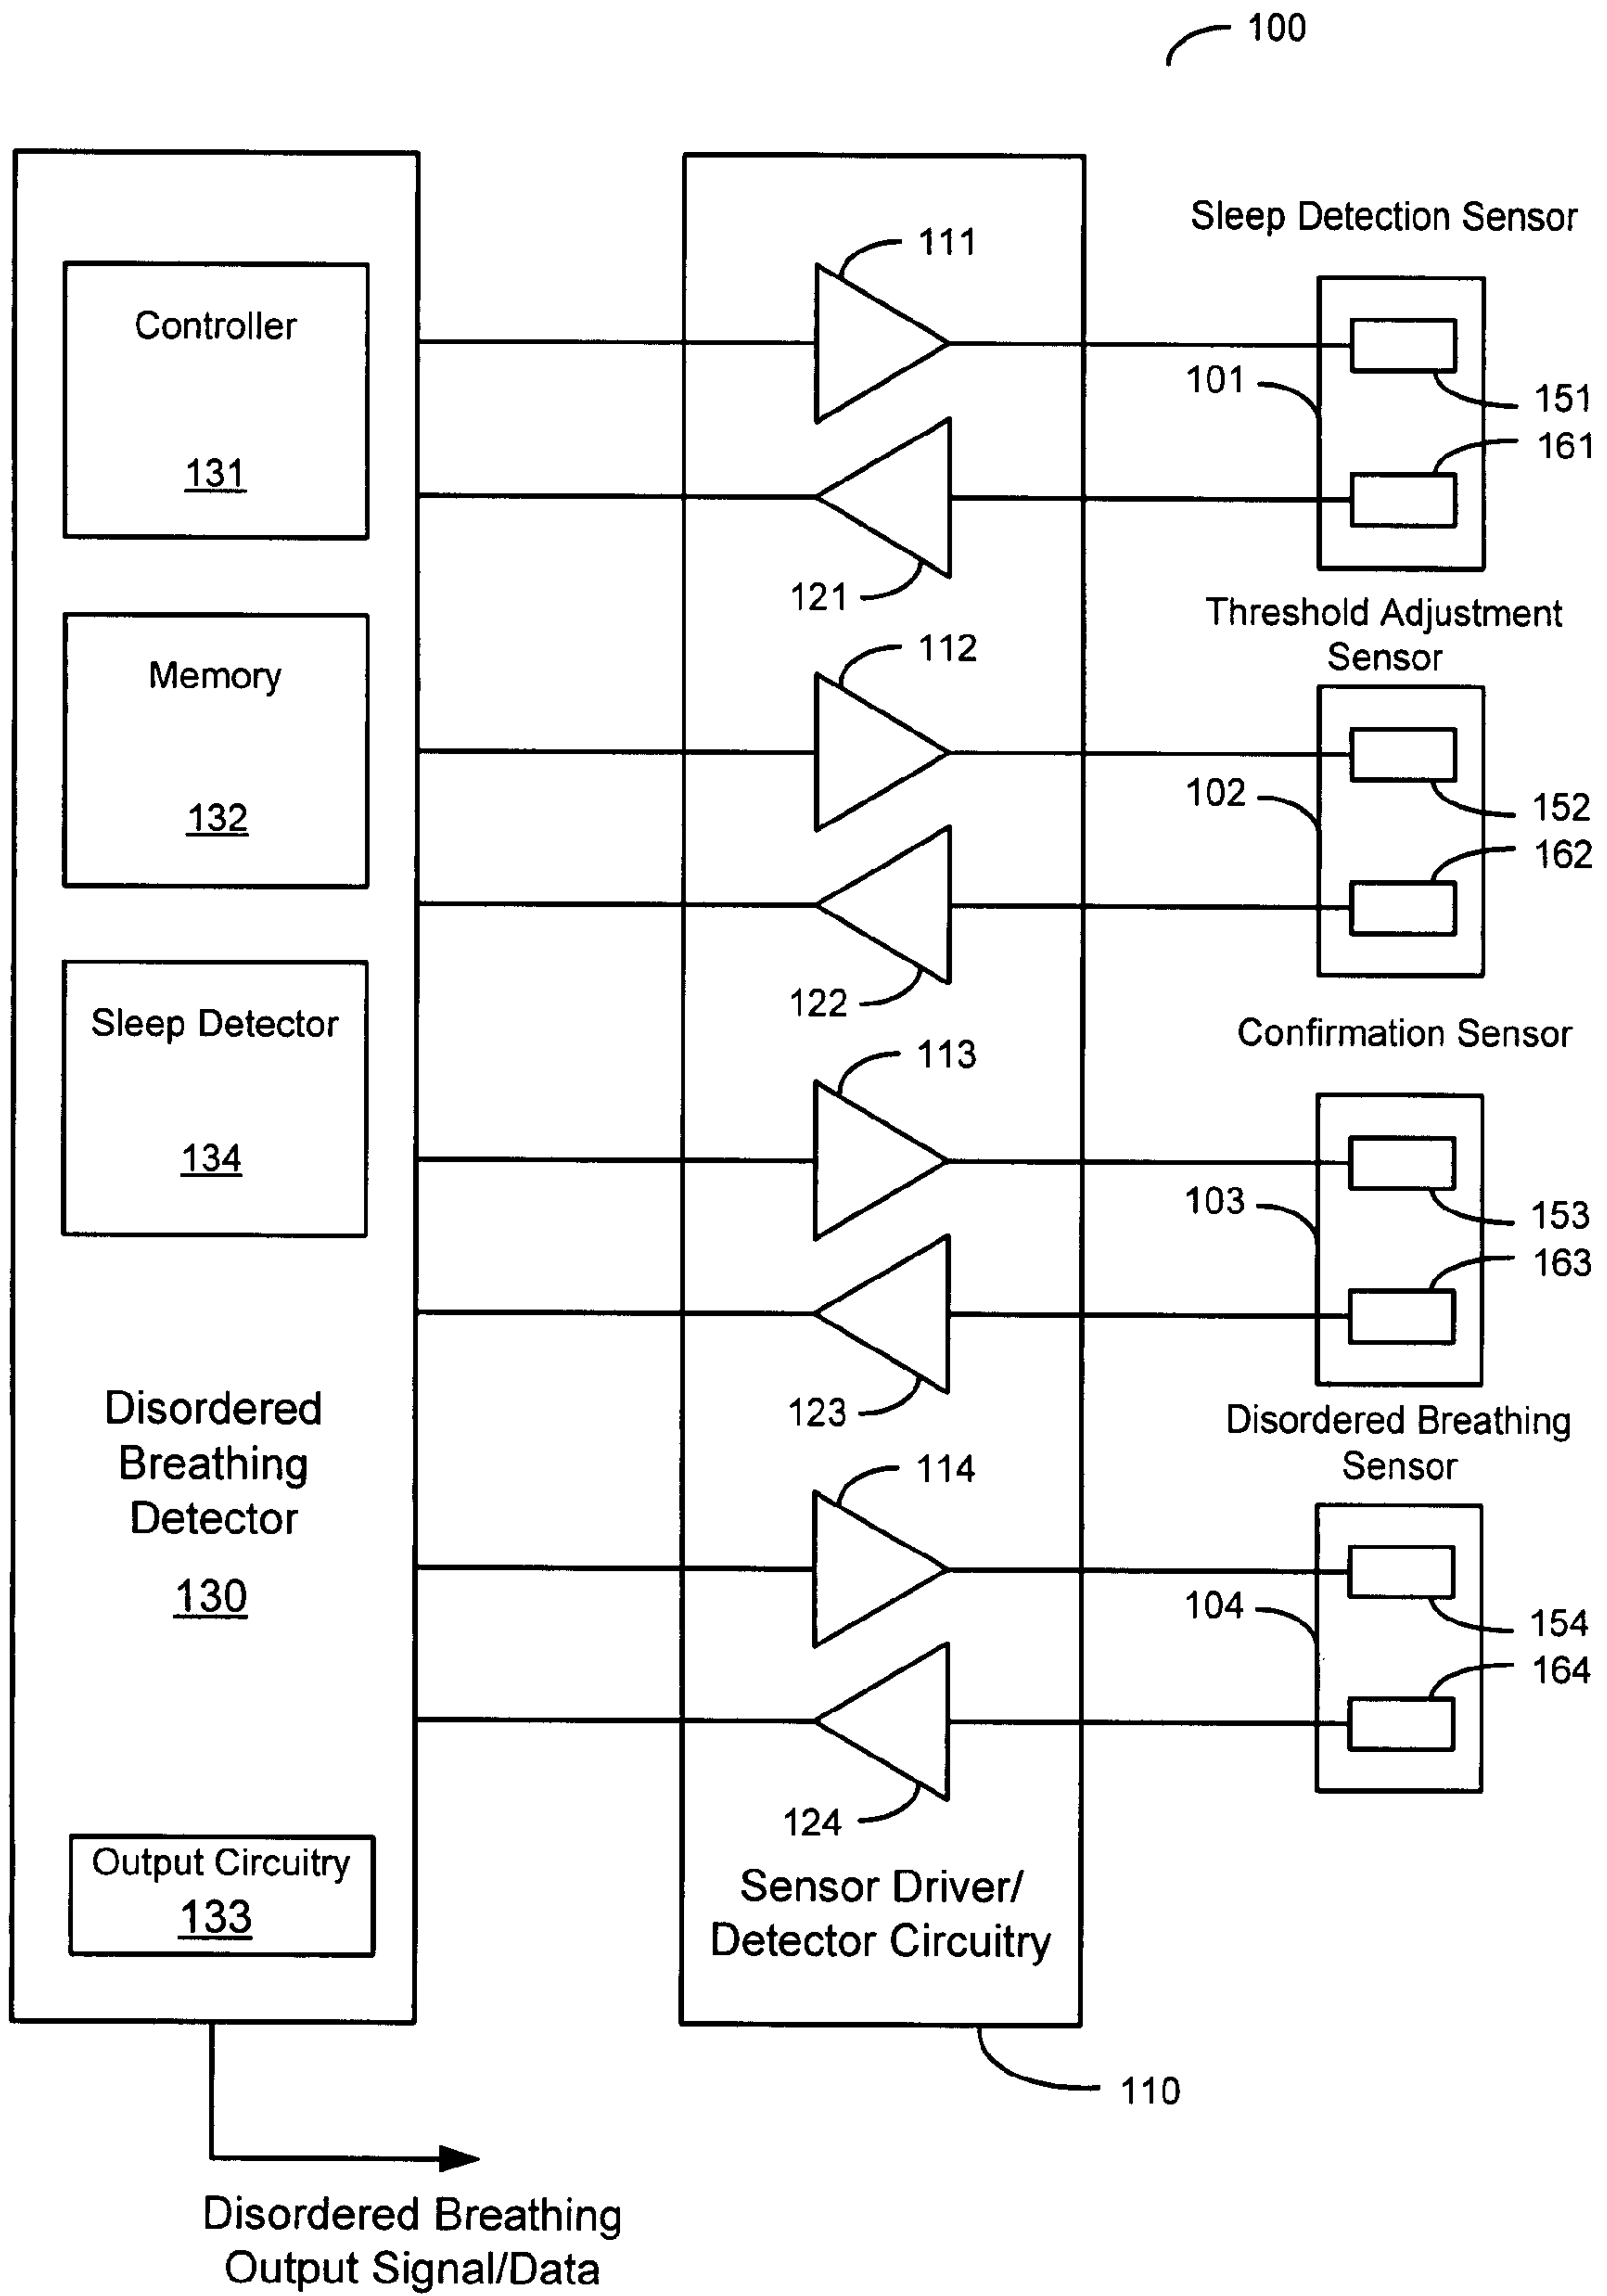 100
Sleep Detection Sensor
111
Controller
131
101
151
161
121
Threshold Adjustment
Sensor
112
Memory
132
102
152
162
122
Sleep Detector
134
Confirmation Sensor
113
103
153
163
123
Disordered
Breathing
Detector
130
Disordered Breathing
Sensor
114
104
154
164
124
Output Circuitry
133
Sensor Driver/
Detector Circuitry
110
Disordered Breathing
Output Signal/Data